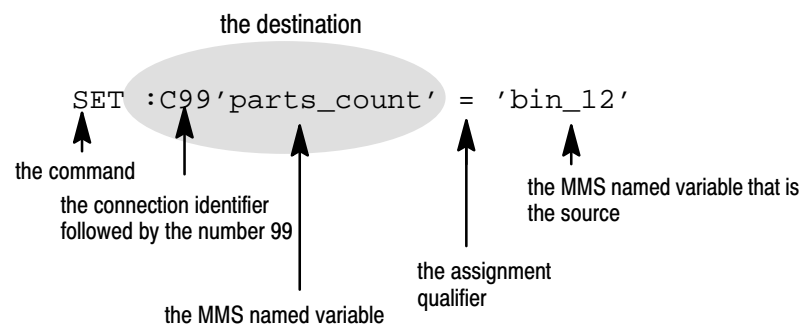 the destination
SET :C99'parts_count' = 'bin_12'
the command
the connection identifier
followed by the number 99
the MMS named variable that is
the source
the assignment
qualifier
the MMS named variable